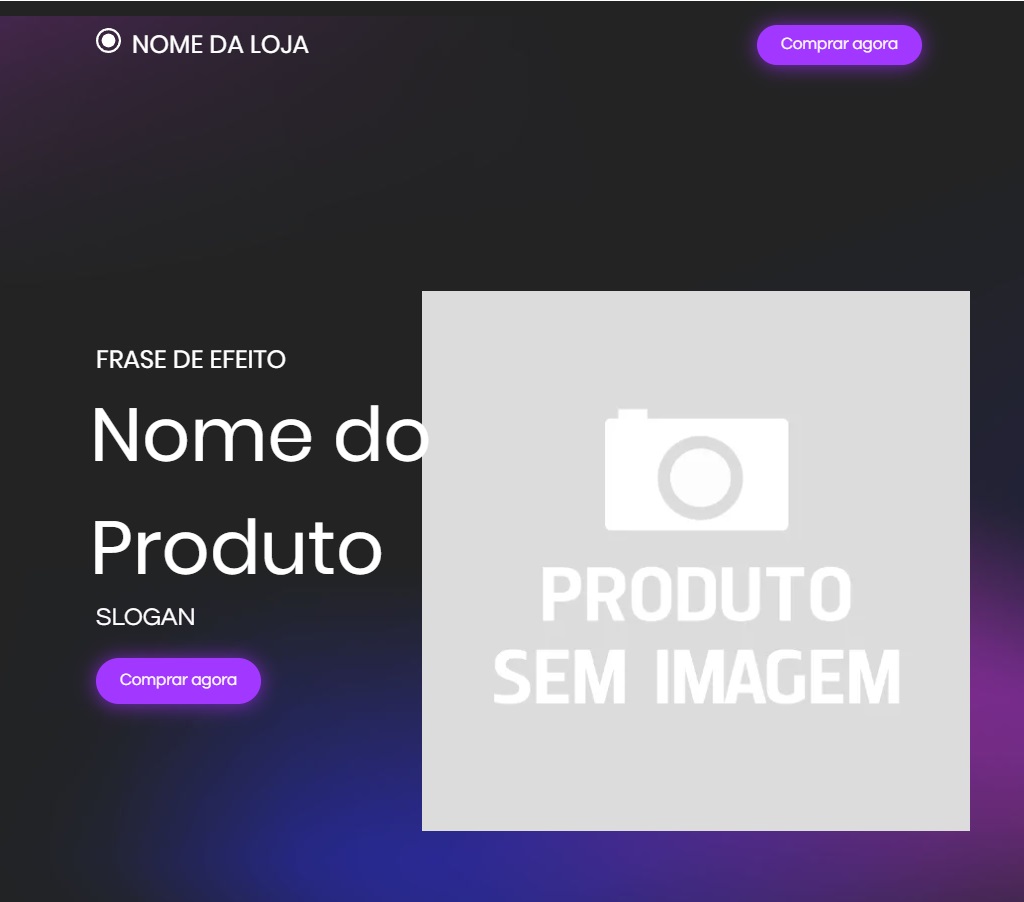 NOME DA LOJA
Comprar agora
FRASE DE EFEITO
Nome do
Produto
SLOGAN
Comprar agora
PRODUTO
SEM IMAGEM